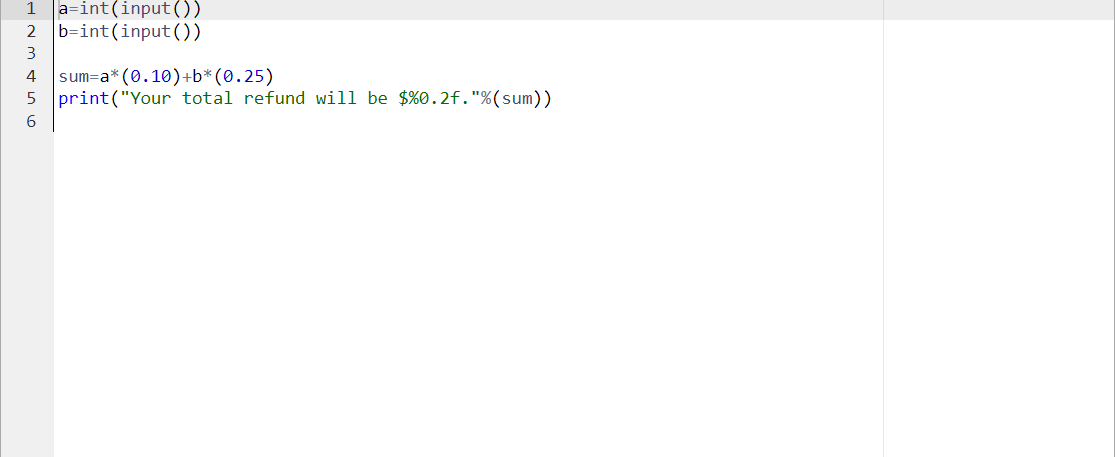 1 a=int(input())
2 b=int(input())
3
4 sum=a*(0.10)+b*(0.25)
5 print("Your total refund will be $%0.2f."%(sum))
6